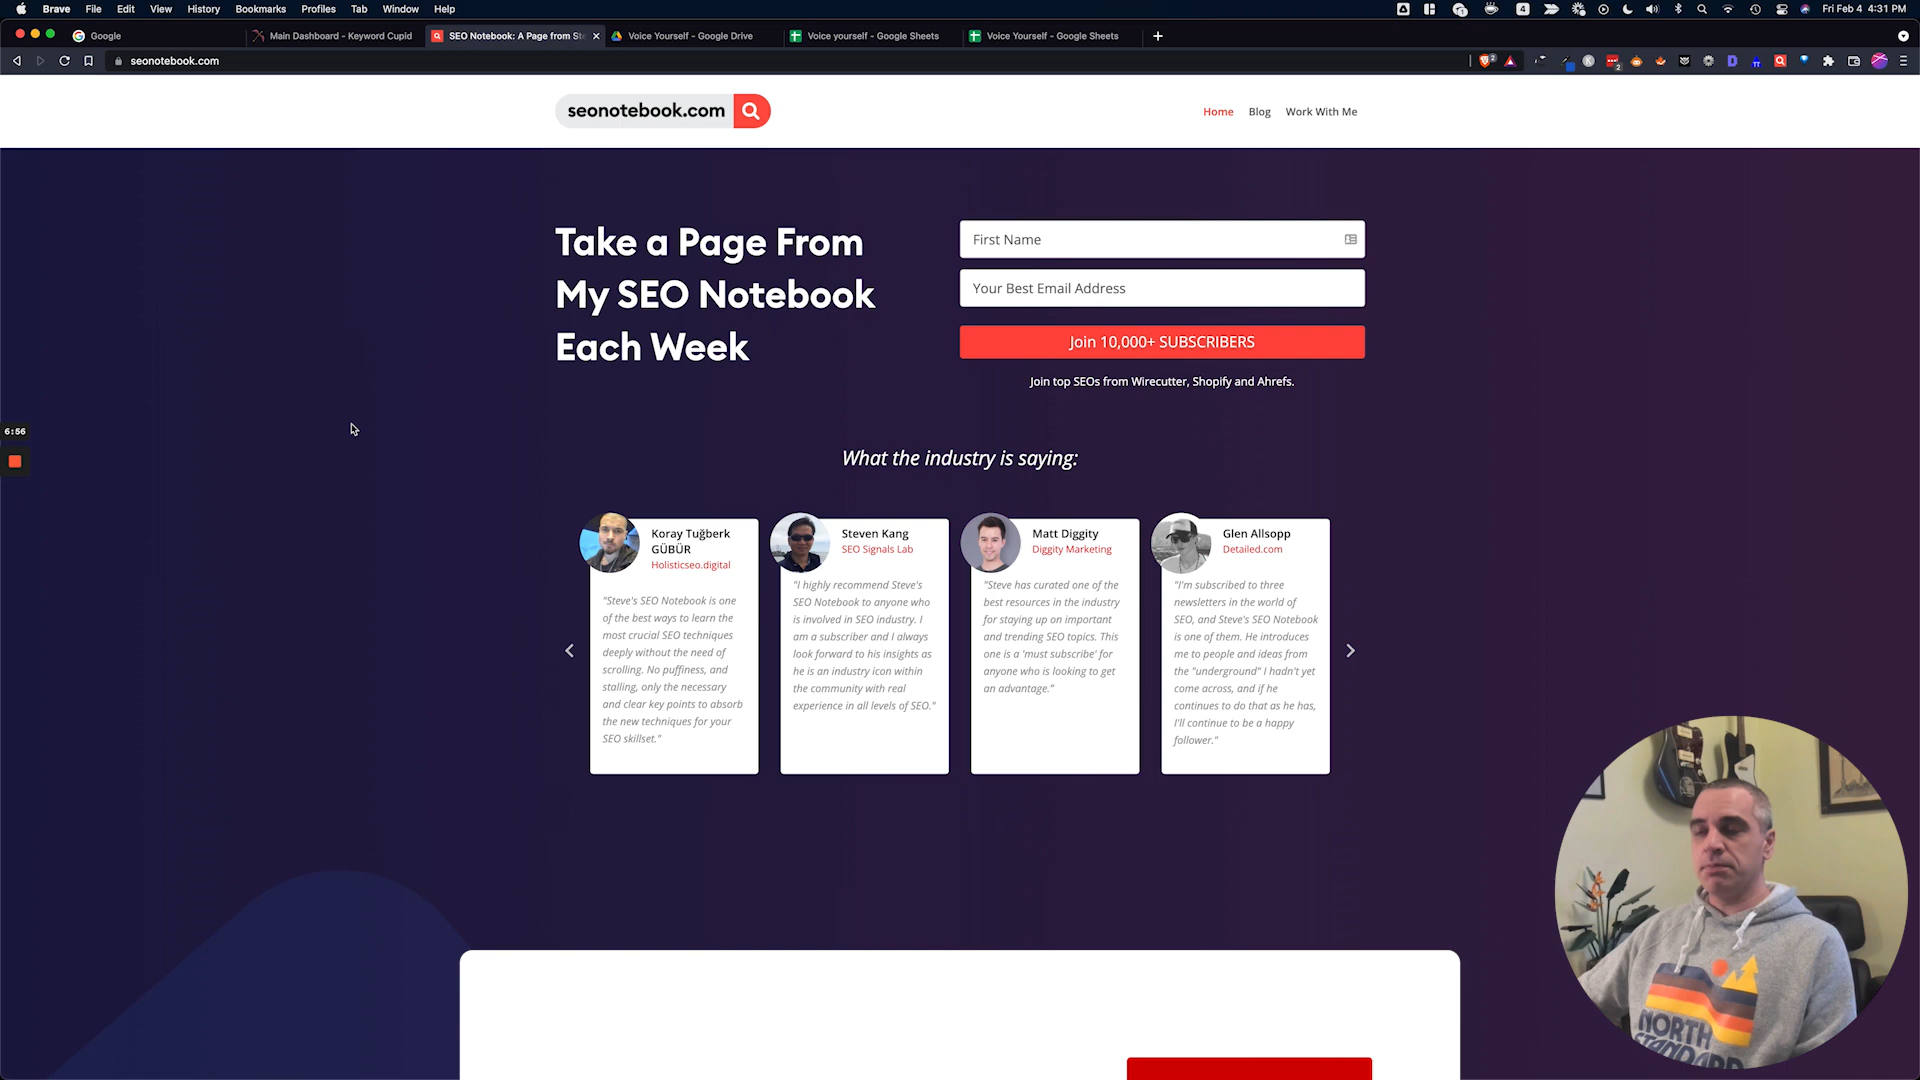 Brave File Edit View History Bookmarks Profiles Tab Window Help
4
Fri Feb 4 4:31 PM
Google
Main Dashboard - Keyword Cupid
SEO Notebook: A Page from Ste
Voice Yourself - Google Drive
Voice yourself - Google Sheets
Voice Yourself - Google Sheets
seonotebook.com
seonotebook.com
Home Blog Work With Me
Take a Page From
My SEO Notebook
Each Week
First Name
Your Best Email Address
Join 10,000+ SUBSCRIBERS
Join top SEOs from Wirecutter, Shopify and Ahrefs.
6:56
What the industry is saying:
Koray Tuğberk
GÜBÜR
Holisticseo.digital
"Steve's SEO Notebook is one
of the best ways to learn the
most crucial SEO techniques
deeply without the need of
scrolling. No puffiness, and
stalling, only the necessary
and clear key points to absorb
the new techniques for your
SEO skillset."
Steven Kang
SEO Signals Lab
"I highly recommend Steve's
SEO Notebook to anyone who
is involved in SEO industry. I
am a subscriber and I always
look forward to his insights as
he is an industry icon within
the community with real
experience in all levels of SEO."
Matt Diggity
Diggity Marketing
"Steve has curated one of the
best resources in the industry
for staying up on important
and trending SEO topics. This
one is a 'must subscribe' for
anyone who is looking to get
an advantage."
Glen Allsopp
Detailed.com
"I'm subscribed to three
newsletters in the world of
SEO, and Steve's SEO Notebook
is one of them. He introduces
me to people and ideas from
the "underground" I hadn't yet
come across, and if he
continues to do that as he has,
I'll continue to be a happy
follower."
NORTH
STANDARD